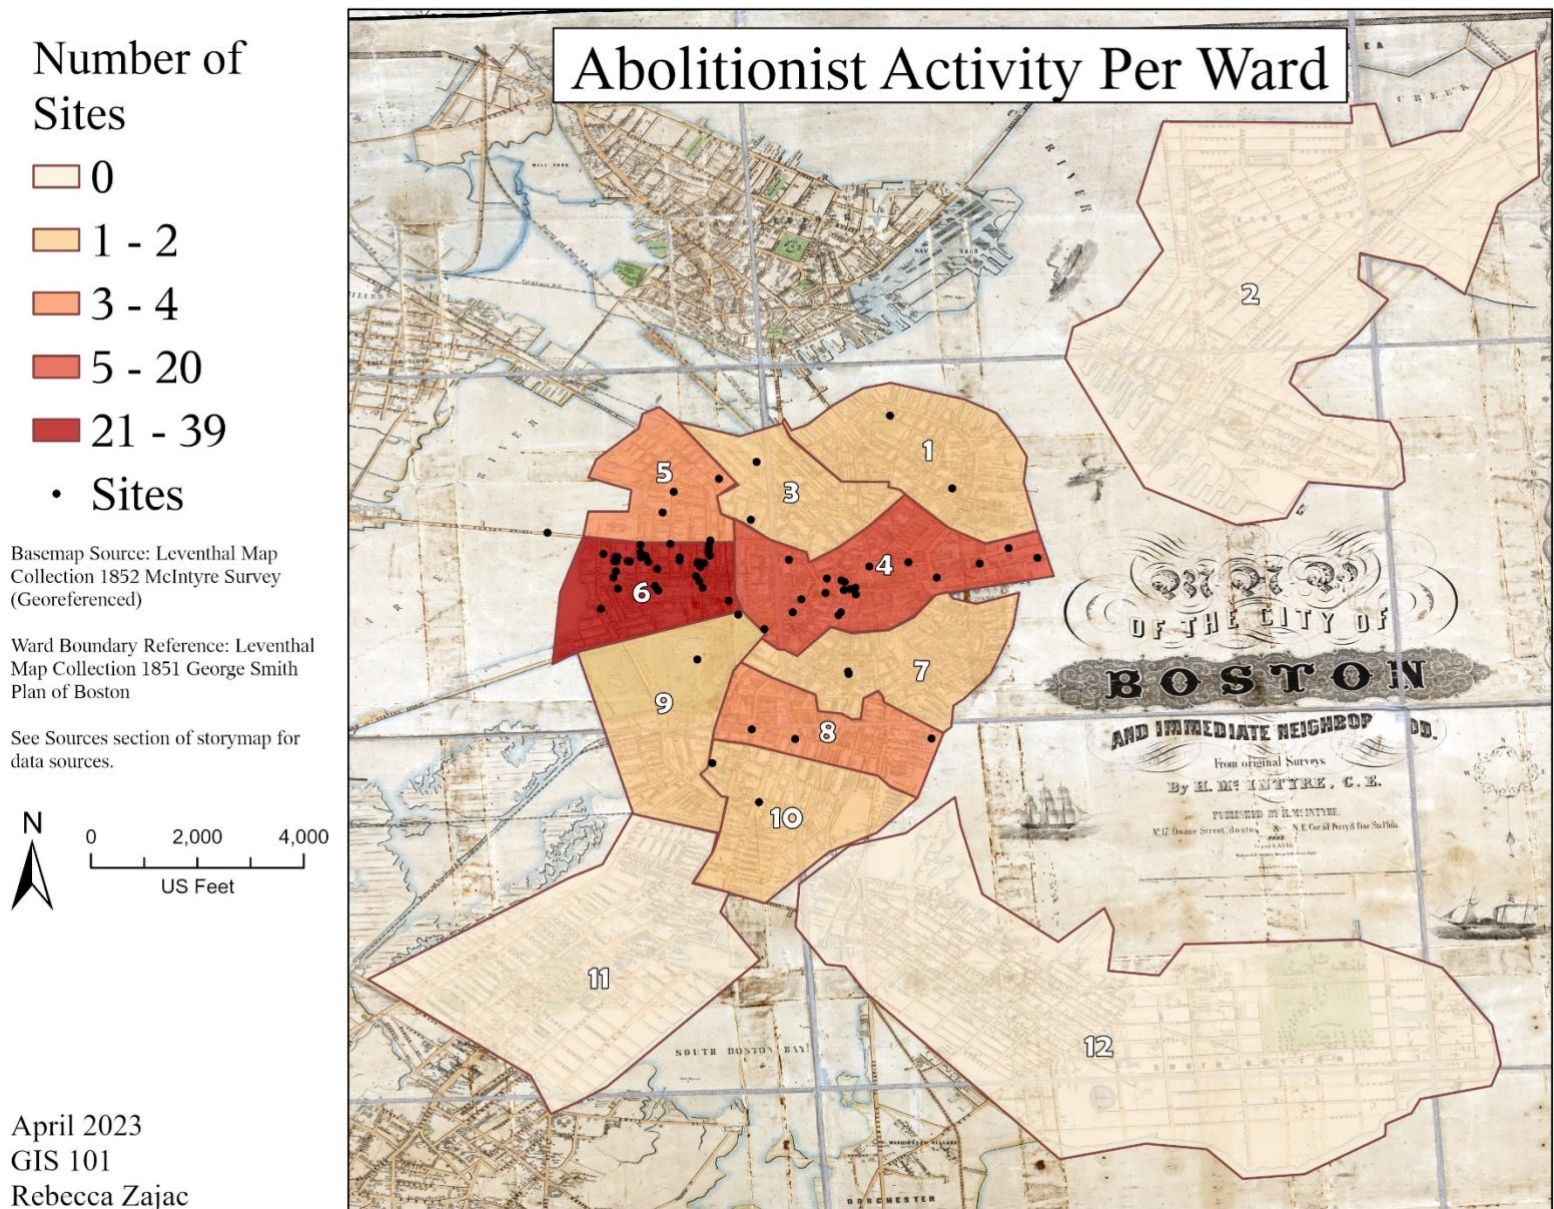 Number of
Sites
0
1 - 2
3 - 4
5 - 20
21 - 39
Sites
Basemap Source: Leventhal Map
Collection 1852 McIntyre Survey
(Georeferenced)
Ward Boundary Reference: Leventhal
Map Collection 1851 George Smith
Plan of Boston
See Sources section of storymap for
data sources.
N
0 2,000 4,000
US Feet
April 2023
GIS 101
Rebecca Zajac
Abolitionist Activity Per Ward
CREEK
RIVER
2
1
5
3
4
6
7
9
8
10
11
12
OF THE CITY OF
BOSTON
AND IMMEDIATE NEIGHBOR OD.
From original Surveys
By H. Mc INTYRE, C. E.
SOUTH BOSTON BAY
DORCHESTER